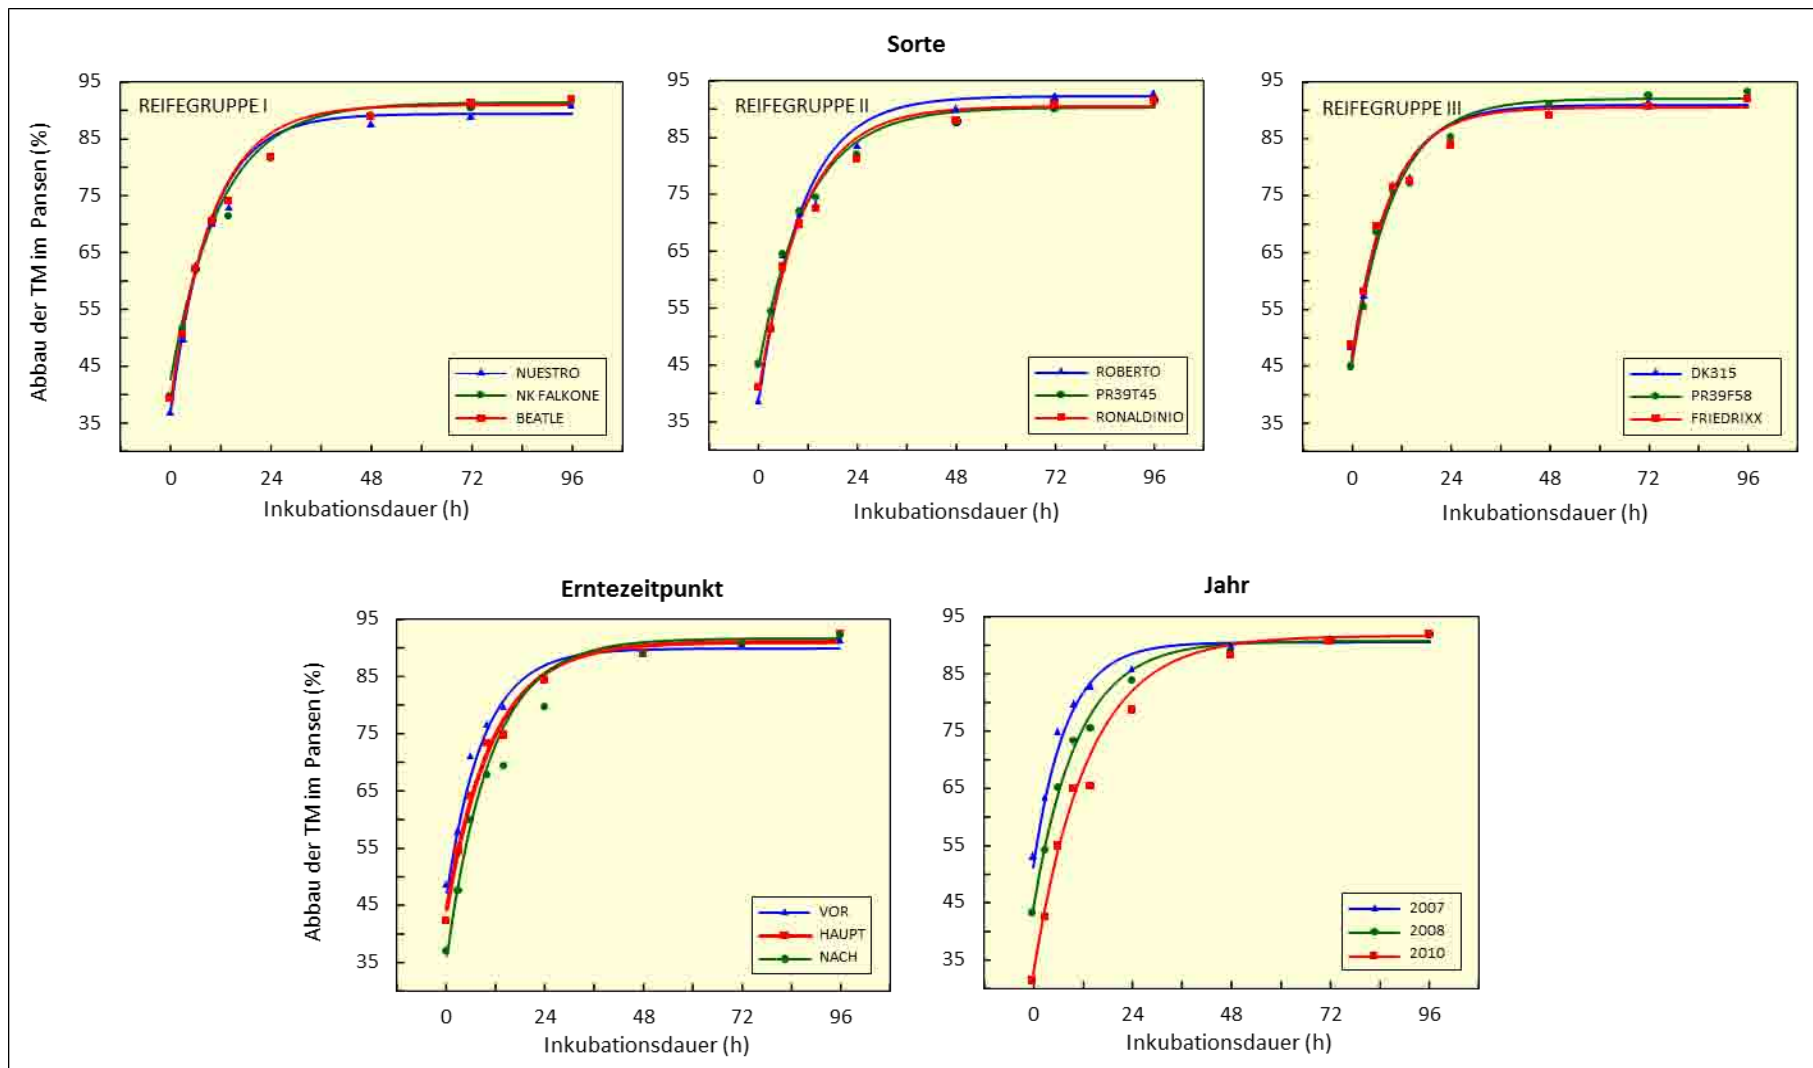 Sorte
Abbau der TM im Pansen (%)
95
85
75
65
55
45
35
REIFEGRUPPE I
NUESTRO
NK FALKONE
BEATLE
0 24 48 72 96
Inkubationsdauer (h)
95
85
75
65
55
45
35
REIFEGRUPPE II
ROBERTO
PR39T45
RONALDINIO
0 24 48 72 96
Inkubationsdauer (h)
95
85
75
65
55
45
35
REIFEGRUPPE III
DK315
PR39F58
FRIEDRIXX
0 24 48 72 96
Inkubationsdauer (h)
Erntezeitpunkt
Abbau der TM im Pansen (%)
95
85
75
65
55
45
35
VOR
HAUPT
NACH
0 24 48 72 96
Inkubationsdauer (h)
Jahr
95
85
75
65
55
45
35
2007
2008
2010
0 24 48 72 96
Inkubationsdauer (h)